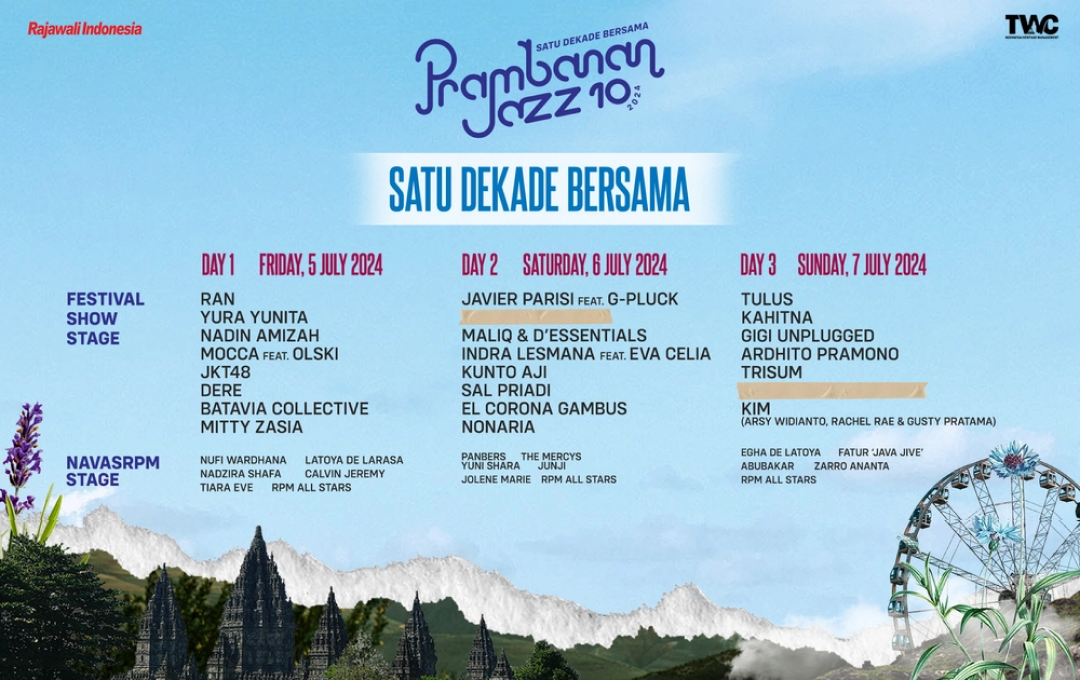 Rajawali Indonesia
TWC
SATU DEKADE BERSAMA
Prambanan
Jazz 10
2024
SATU DEKADE BERSAMA
DAY 1 FRIDAY, 5 JULY 2024
DAY 2 SATURDAY, 6 JULY 2024
DAY 3 SUNDAY, 7 JULY 2024
FESTIVAL
SHOW
STAGE
RAN
YURA YUNITA
NADIN AMIZAH
MOCCA FEAT. OLSKI
JKT48
DERE
BATAVIA COLLECTIVE
MITTY ZASIA
JAVIER PARISI FEAT. G-PLUCK
MALIQ & D'ESSENTIALS
INDRA LESMANA FEAT. EVA CELIA
KUNTO AJI
SAL PRIADI
EL CORONA GAMBUS
NONARIA
TULUS
KAHITNA
GIGI UNPLUGGED
ARDHITO PRAMONO
TRISUM
KIM
(ARSY WIDIANTO, RACHEL RAE & GUSTY PRATAMA)
NAVASRPM
STAGE
NUFI WARDHANA LATOYA DE LARASA
NADZIRA SHAFA CALVIN JEREMY
TIARA EVE RPM ALL STARS
PANBERS THE MERCYS
YUNI SHARA JUNJI
JOLENE MARIE RPM ALL STARS
EGHA DE LATOYA FATUR 'JAVA JIVE'
ABUBAKAR ZARRO ANANTA
RPM ALL STARS